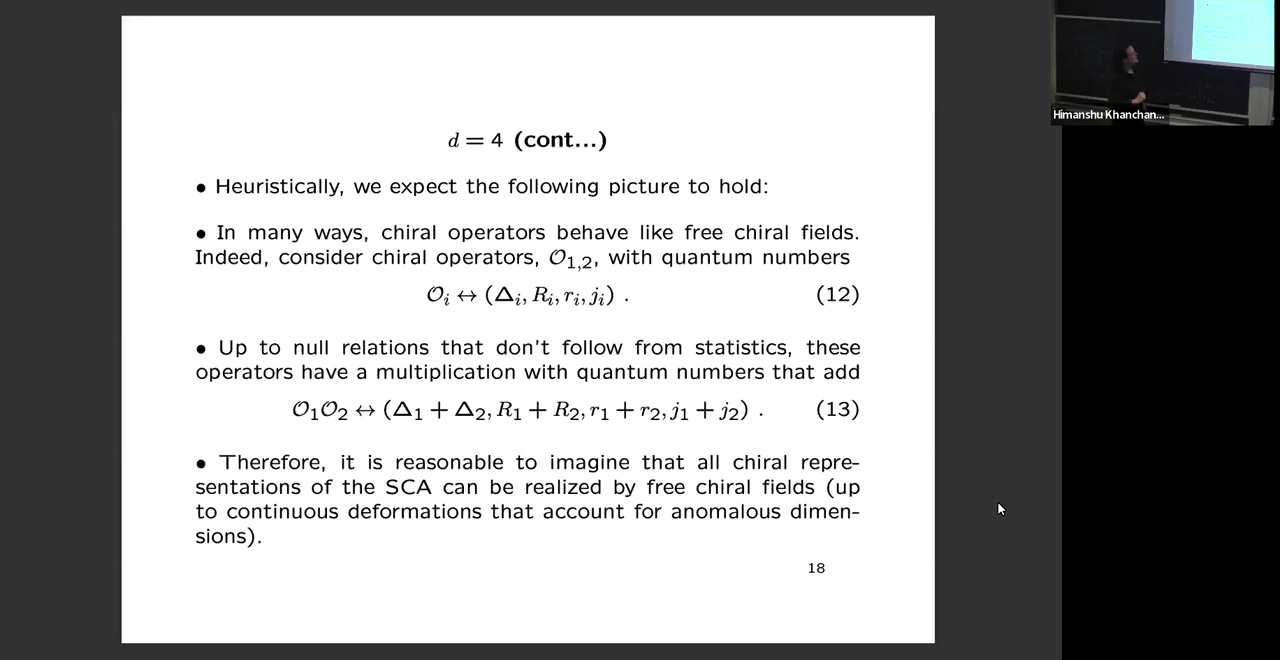 d = 4 (cont...)
• Heuristically, we expect the following picture to hold:
• In many ways, chiral operators behave like free chiral fields.
Indeed, consider chiral operators, 𝒪₁,₂, with quantum numbers
𝒪ᵢ ↔ (Δᵢ, Rᵢ, rᵢ, jᵢ) . (12)
• Up to null relations that don't follow from statistics, these
operators have a multiplication with quantum numbers that add
𝒪₁𝒪₂ ↔ (Δ₁ + Δ₂, R₁ + R₂, r₁ + r₂, j₁ + j₂) . (13)
• Therefore, it is reasonable to imagine that all chiral repre-
sentations of the SCA can be realized by free chiral fields (up
to continuous deformations that account for anomalous dimen-
sions).
18
Himanshu Khanchan...